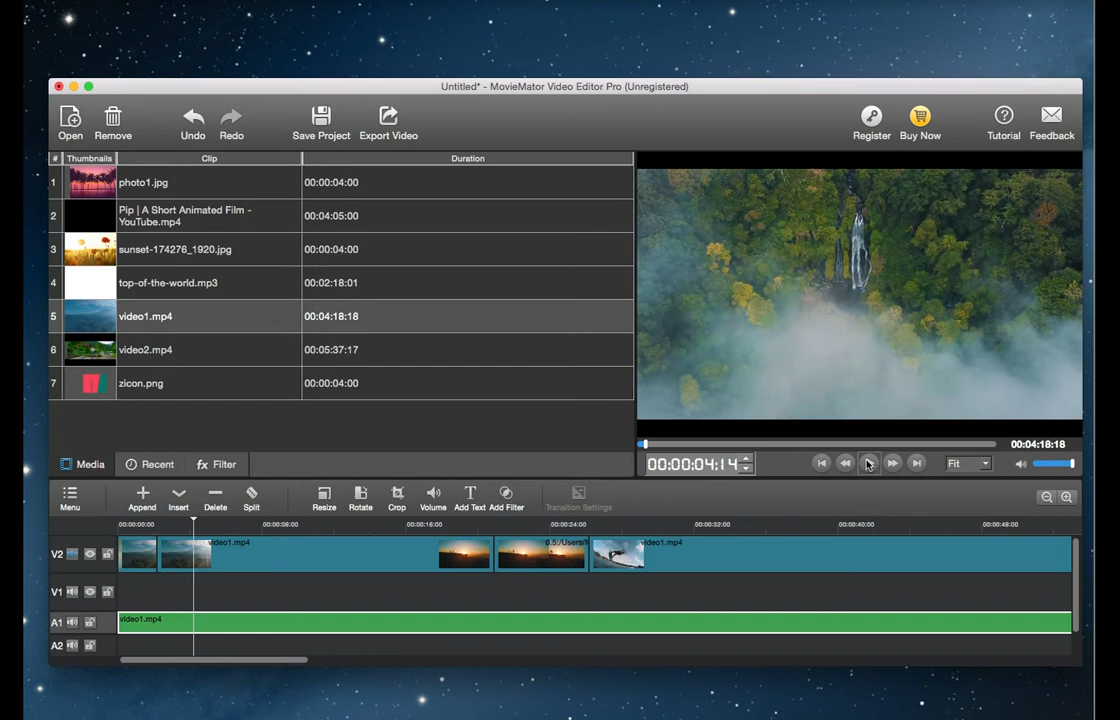 Untitled* - MovieMator Video Editor Pro (Unregistered)
Open Remove Undo Redo Save Project Export Video Register Buy Now Tutorial Feedback
# Thumbnails Clip Duration
1 photo1.jpg 00:00:04:00
2 Pip | A Short Animated Film -
YouTube.mp4 00:04:05:00
3 sunset-174276_1920.jpg 00:00:04:00
4 top-of-the-world.mp3 00:02:18:01
5 video1.mp4 00:04:18:18
6 video2.mp4 00:05:37:17
7 zicon.png 00:00:04:00
00:04:18:18
Media Recent fx Filter
00:00:04:14 Fit
Menu Append Insert Delete Split Resize Rotate Crop Volume Add Text Add Filter Transition Settings
00:00:00:00 00:00:08:00 00:00:16:00 00:00:24:00 00:00:32:00 00:00:40:00 00:00:48:00
V2 video1.mp4 0.5:/Users/ video1.mp4
V1
A1 video1.mp4
A2